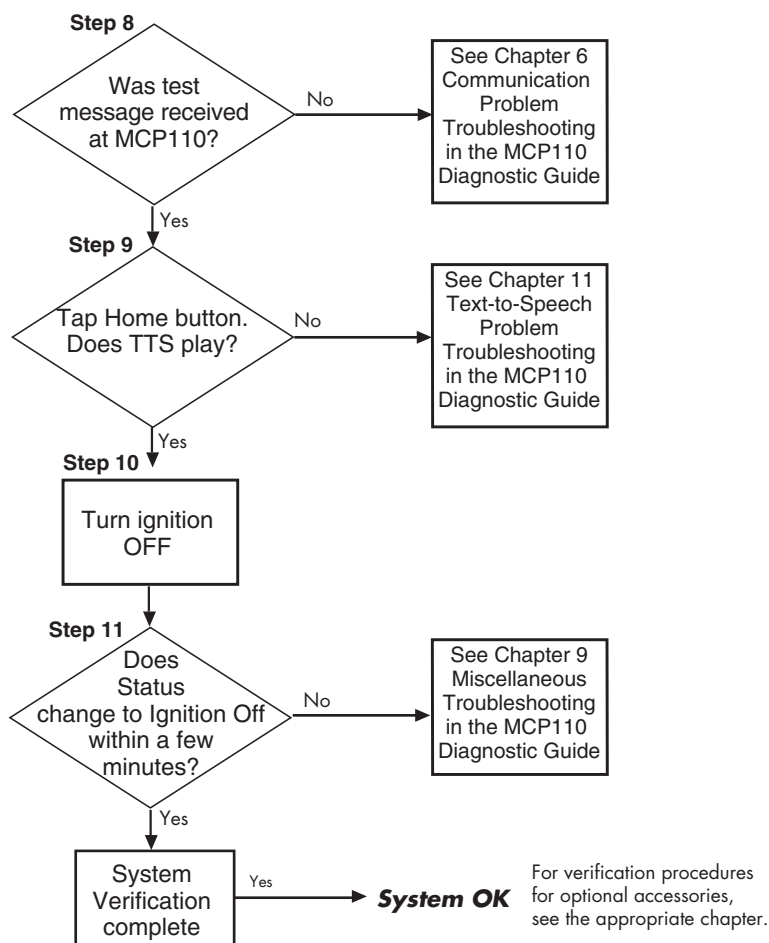 Step 8
Was test
message received
at MCP110?
No
See Chapter 6
Communication
Problem
Troubleshooting
in the MCP110
Diagnostic Guide
Yes
Step 9
Tap Home button.
Does TTS play?
No
See Chapter 11
Text-to-Speech
Problem
Troubleshooting
in the MCP110
Diagnostic Guide
Yes
Step 10
Turn ignition
OFF
Step 11
Does
Status
change to Ignition Off
within a few
minutes?
No
See Chapter 9
Miscellaneous
Troubleshooting
in the MCP110
Diagnostic Guide
Yes
System
Verification
complete
Yes
System OK
For verification procedures
for optional accessories,
see the appropriate chapter.